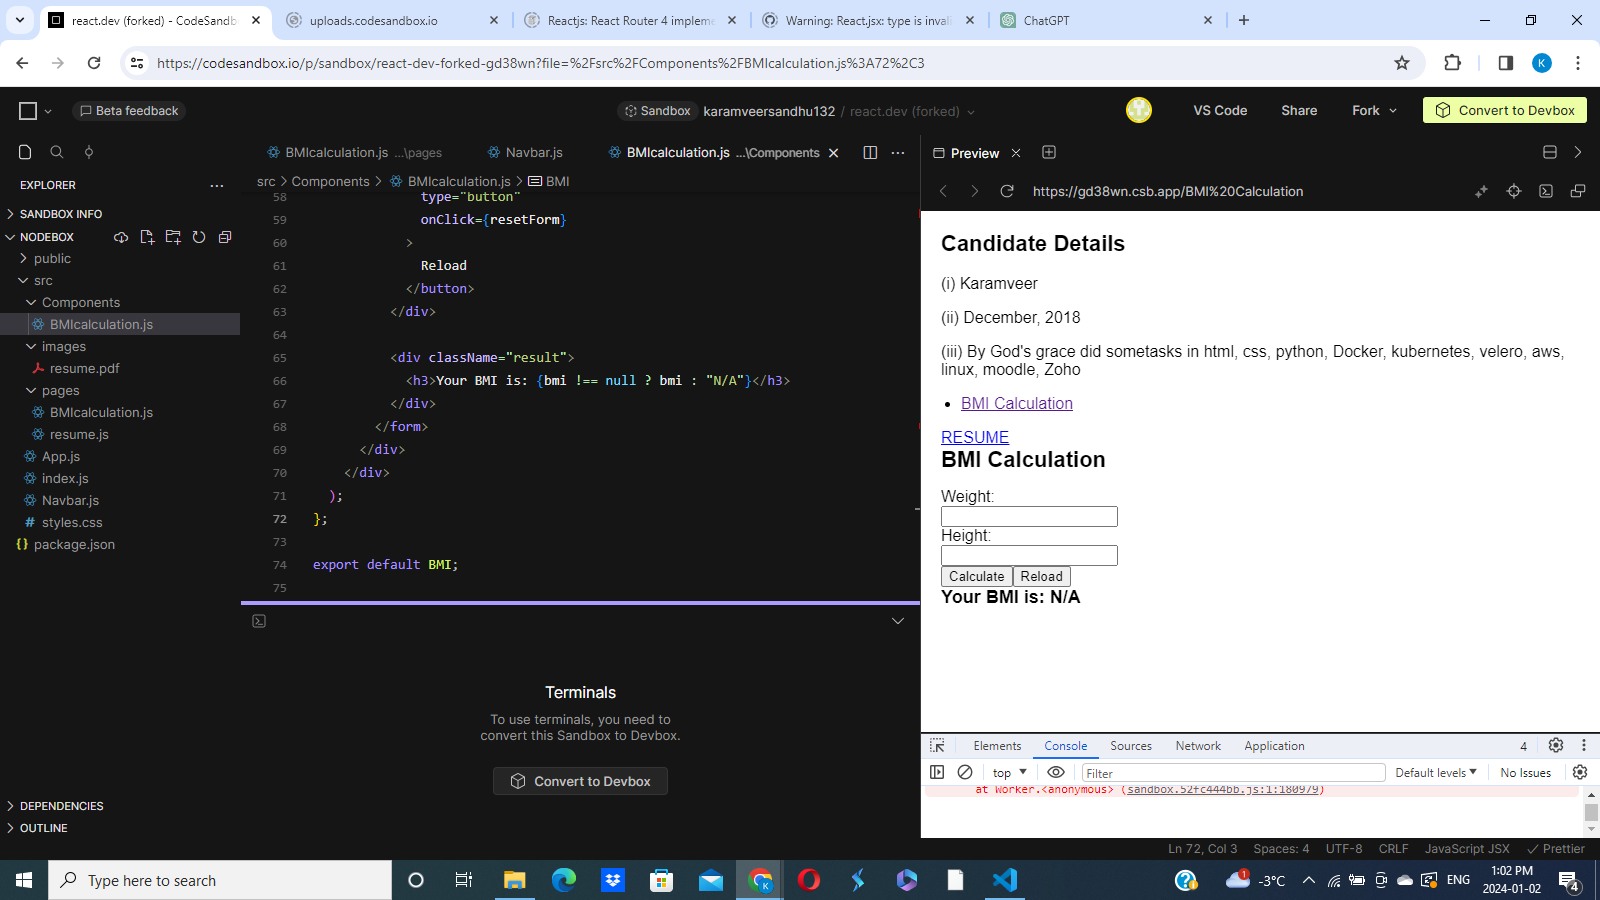 react.dev (forked) - CodeSandb
uploads.codesandbox.io
Reactjs: React Router 4 impleme
Warning: React.jsx: type is inval
ChatGPT
https://codesandbox.io/p/sandbox/react-dev-forked-gd38wn?file=%2Fsrc%2FComponents%2FBMIcalculation.js%3A72%2C3
K
Beta feedback
Sandbox karamveersandhu132 / react.dev (forked)
VS Code
Share
Fork
Convert to Devbox
BMIcalculation.js ...\pages
Navbar.js
BMIcalculation.js ...\Components
Preview
EXPLORER
src > Components > BMIcalculation.js > BMI
https://gd38wn.csb.app/BMI%20Calculation
SANDBOX INFO
NODEBOX
public
src
Components
BMIcalculation.js
images
resume.pdf
pages
BMIcalculation.js
resume.js
App.js
index.js
Navbar.js
styles.css
package.json
DEPENDENCIES
OUTLINE
58 type="button"
59 onClick={resetForm}
60 >
61 Reload
62 </button>
63 </div>
64
65 <div className="result">
66 <h3>Your BMI is: {bmi !== null ? bmi : "N/A"}</h3>
67 </div>
68 </form>
69 </div>
70 </div>
71 );
72 };
73
74 export default BMI;
75
Terminals
To use terminals, you need to
convert this Sandbox to Devbox.
Convert to Devbox
Candidate Details
(i) Karamveer
(ii) December, 2018
(iii) By God's grace did sometasks in html, css, python, Docker, kubernetes, velero, aws,
linux, moodle, Zoho
BMI Calculation
RESUME
BMI Calculation
Weight:
Height:
Calculate Reload
Your BMI is: N/A
Elements Console Sources Network Application 4
top Filter Default levels No Issues
at Worker.<anonymous> (sandbox.52fc444bb.js:1:180979)
Ln 72, Col 3 Spaces: 4 UTF-8 CRLF JavaScript JSX Prettier
Type here to search
K
1
-3°C
ENG
1:02 PM
2024-01-02
4